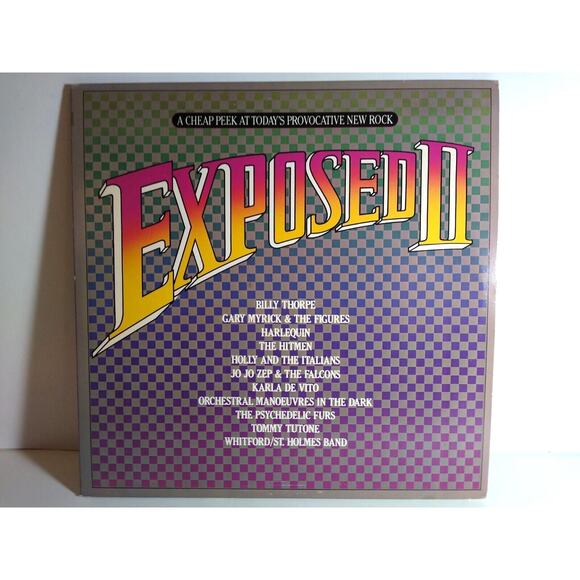 A CHEAP PEEK AT TODAY'S PROVOCATIVE NEW ROCK
EXPOSED II
BILLY THORPE
GARY MYRICK & THE FIGURES
HARLEQUIN
THE HITMEN
HOLLY AND THE ITALIANS
JO JO ZEP & THE FALCONS
KARLA DE VITO
ORCHESTRAL MANOEUVRES IN THE DARK
THE PSYCHEDELIC FURS
TOMMY TUTONE
WHITFORD/ST. HOLMES BAND